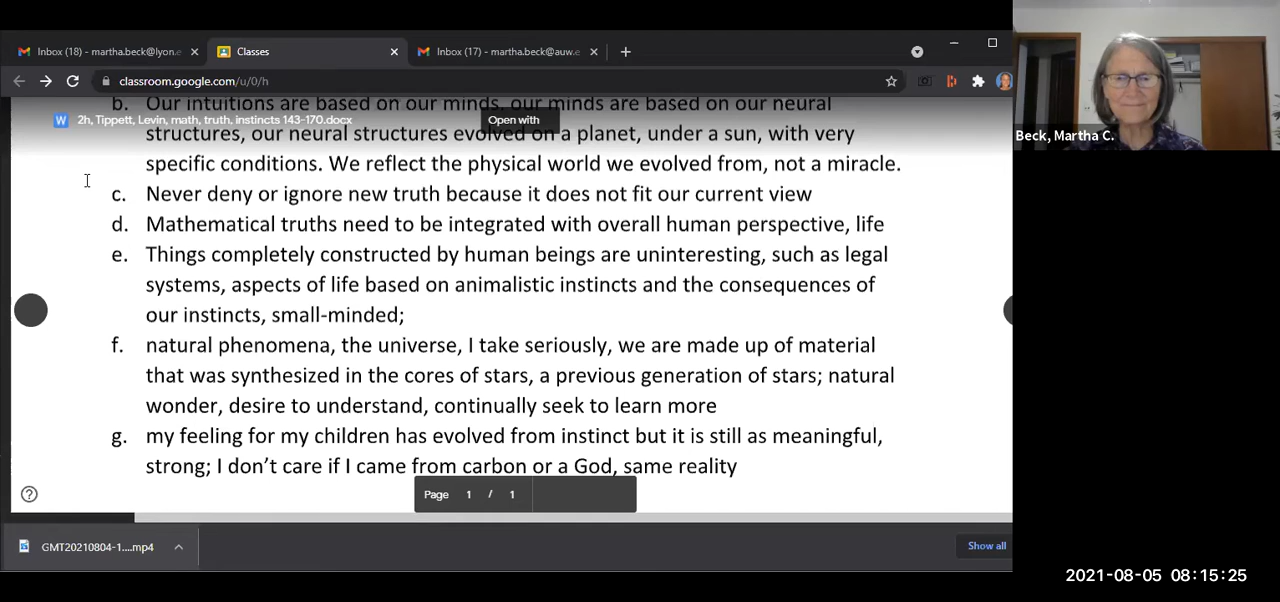 Inbox (18) - martha.beck@lyon.e
Classes
Inbox (17) - martha.beck@auw.e
classroom.google.com/u/0/h
Beck, Martha C.
b. Our intuitions are based on our minds, our minds are based on our neural
2h, Tippett, Levin, math, truth, instincts 143-170.docx
Open with
structures, our neural structures evolved on a planet, under a sun, with very
specific conditions. We reflect the physical world we evolved from, not a miracle.
c. Never deny or ignore new truth because it does not fit our current view
d. Mathematical truths need to be integrated with overall human perspective, life
e. Things completely constructed by human beings are uninteresting, such as legal
systems, aspects of life based on animalistic instincts and the consequences of
our instincts, small-minded;
f. natural phenomena, the universe, I take seriously, we are made up of material
that was synthesized in the cores of stars, a previous generation of stars; natural
wonder, desire to understand, continually seek to learn more
g. my feeling for my children has evolved from instinct but it is still as meaningful,
strong; I don't care if I came from carbon or a God, same reality
Page 1 / 1
GMT20210804-1....mp4
Show all
2021-08-05 08:15:25